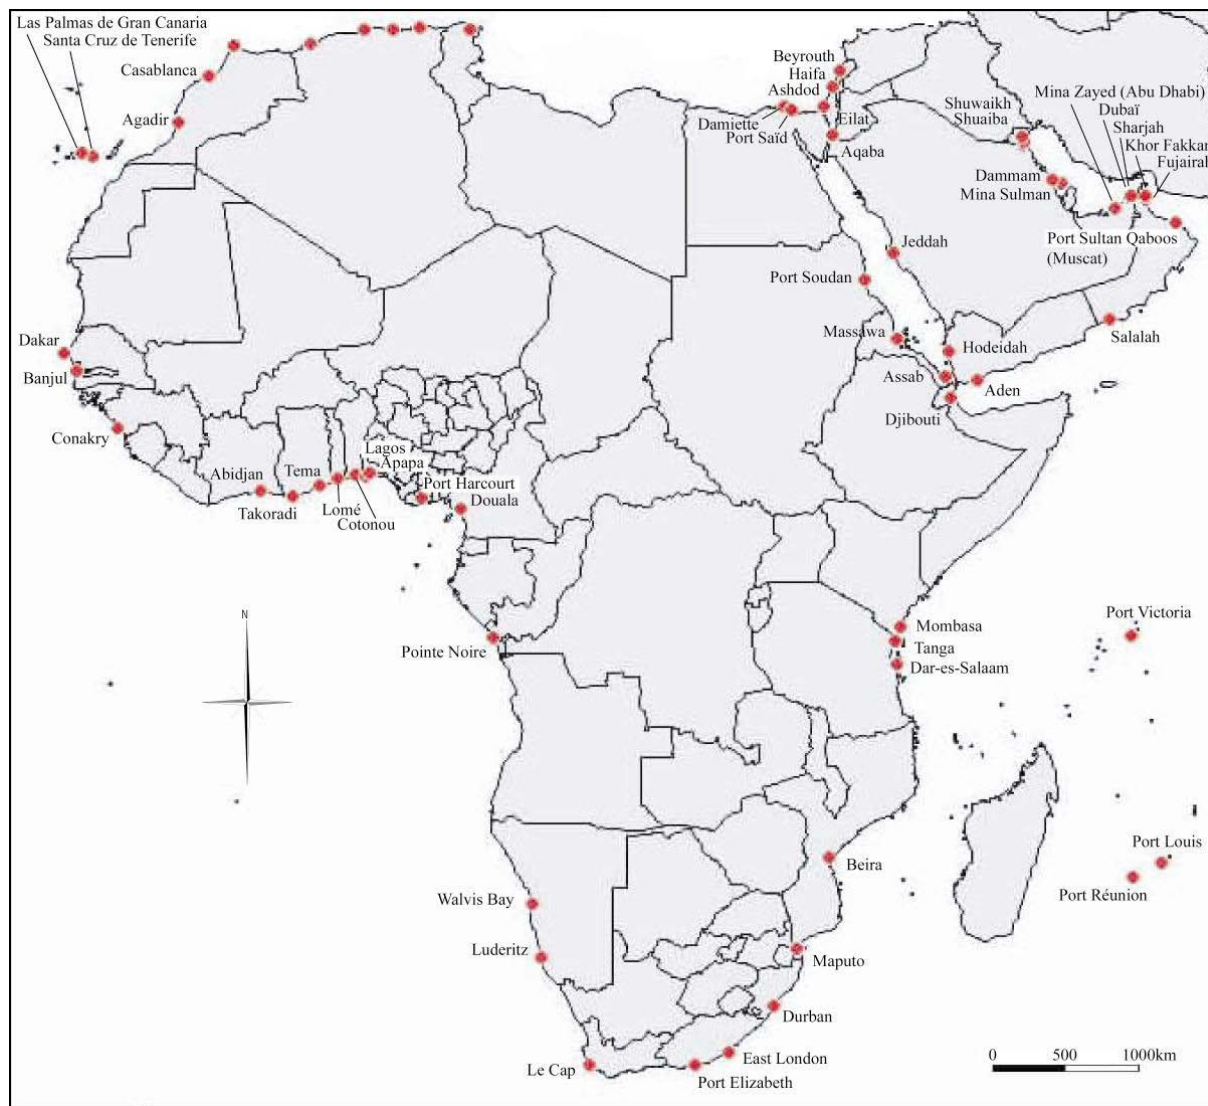 Las Palmas de Gran Canaria
Santa Cruz de Tenerife
Casablanca
Agadir
Beyrouth
Haifa
Ashdod
Damiette
Port Saïd
Eilat
Aqaba
Shuwaikh
Shuaiba
Mina Zayed (Abu Dhabi)
Dubaï
Sharjah
Khor Fakkan
Fujairah
Dammam
Mina Sulman
Port Sultan Qaboos
(Muscat)
Jeddah
Port Soudan
Massawa
Hodeidah
Salalah
Assab
Aden
Djibouti
Dakar
Banjul
Conakry
Abidjan
Tema
Lagos
Apapa
Port Harcourt
Douala
Takoradi
Lomé
Cotonou
N
Pointe Noire
Mombasa
Tanga
Dar-es-Salaam
Port Victoria
Beira
Port Louis
Port Réunion
Walvis Bay
Luderitz
Maputo
Durban
East London
Port Elizabeth
Le Cap
0 500 1000km